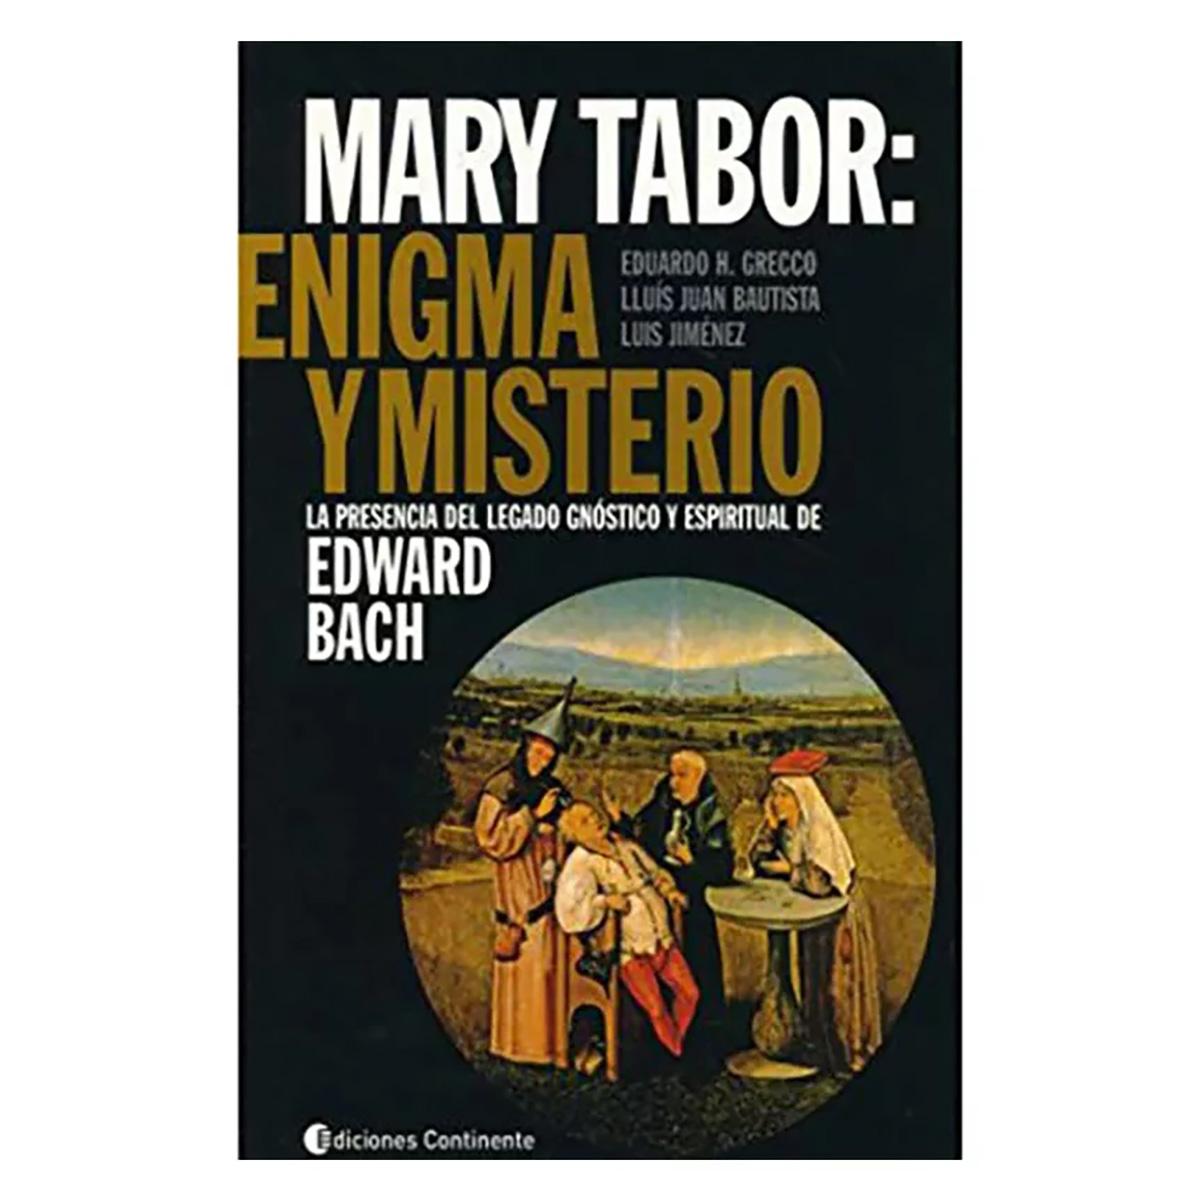 MARY TABOR:
ENIGMA
EDUARDO H. GRECCO
LLUÍS JUAN BAUTISTA
LUIS JIMÉNEZ
Y MISTERIO
LA PRESENCIA DEL LEGADO GNÓSTICO Y ESPIRITUAL DE
EDWARD
BACH
Ediciones Continente